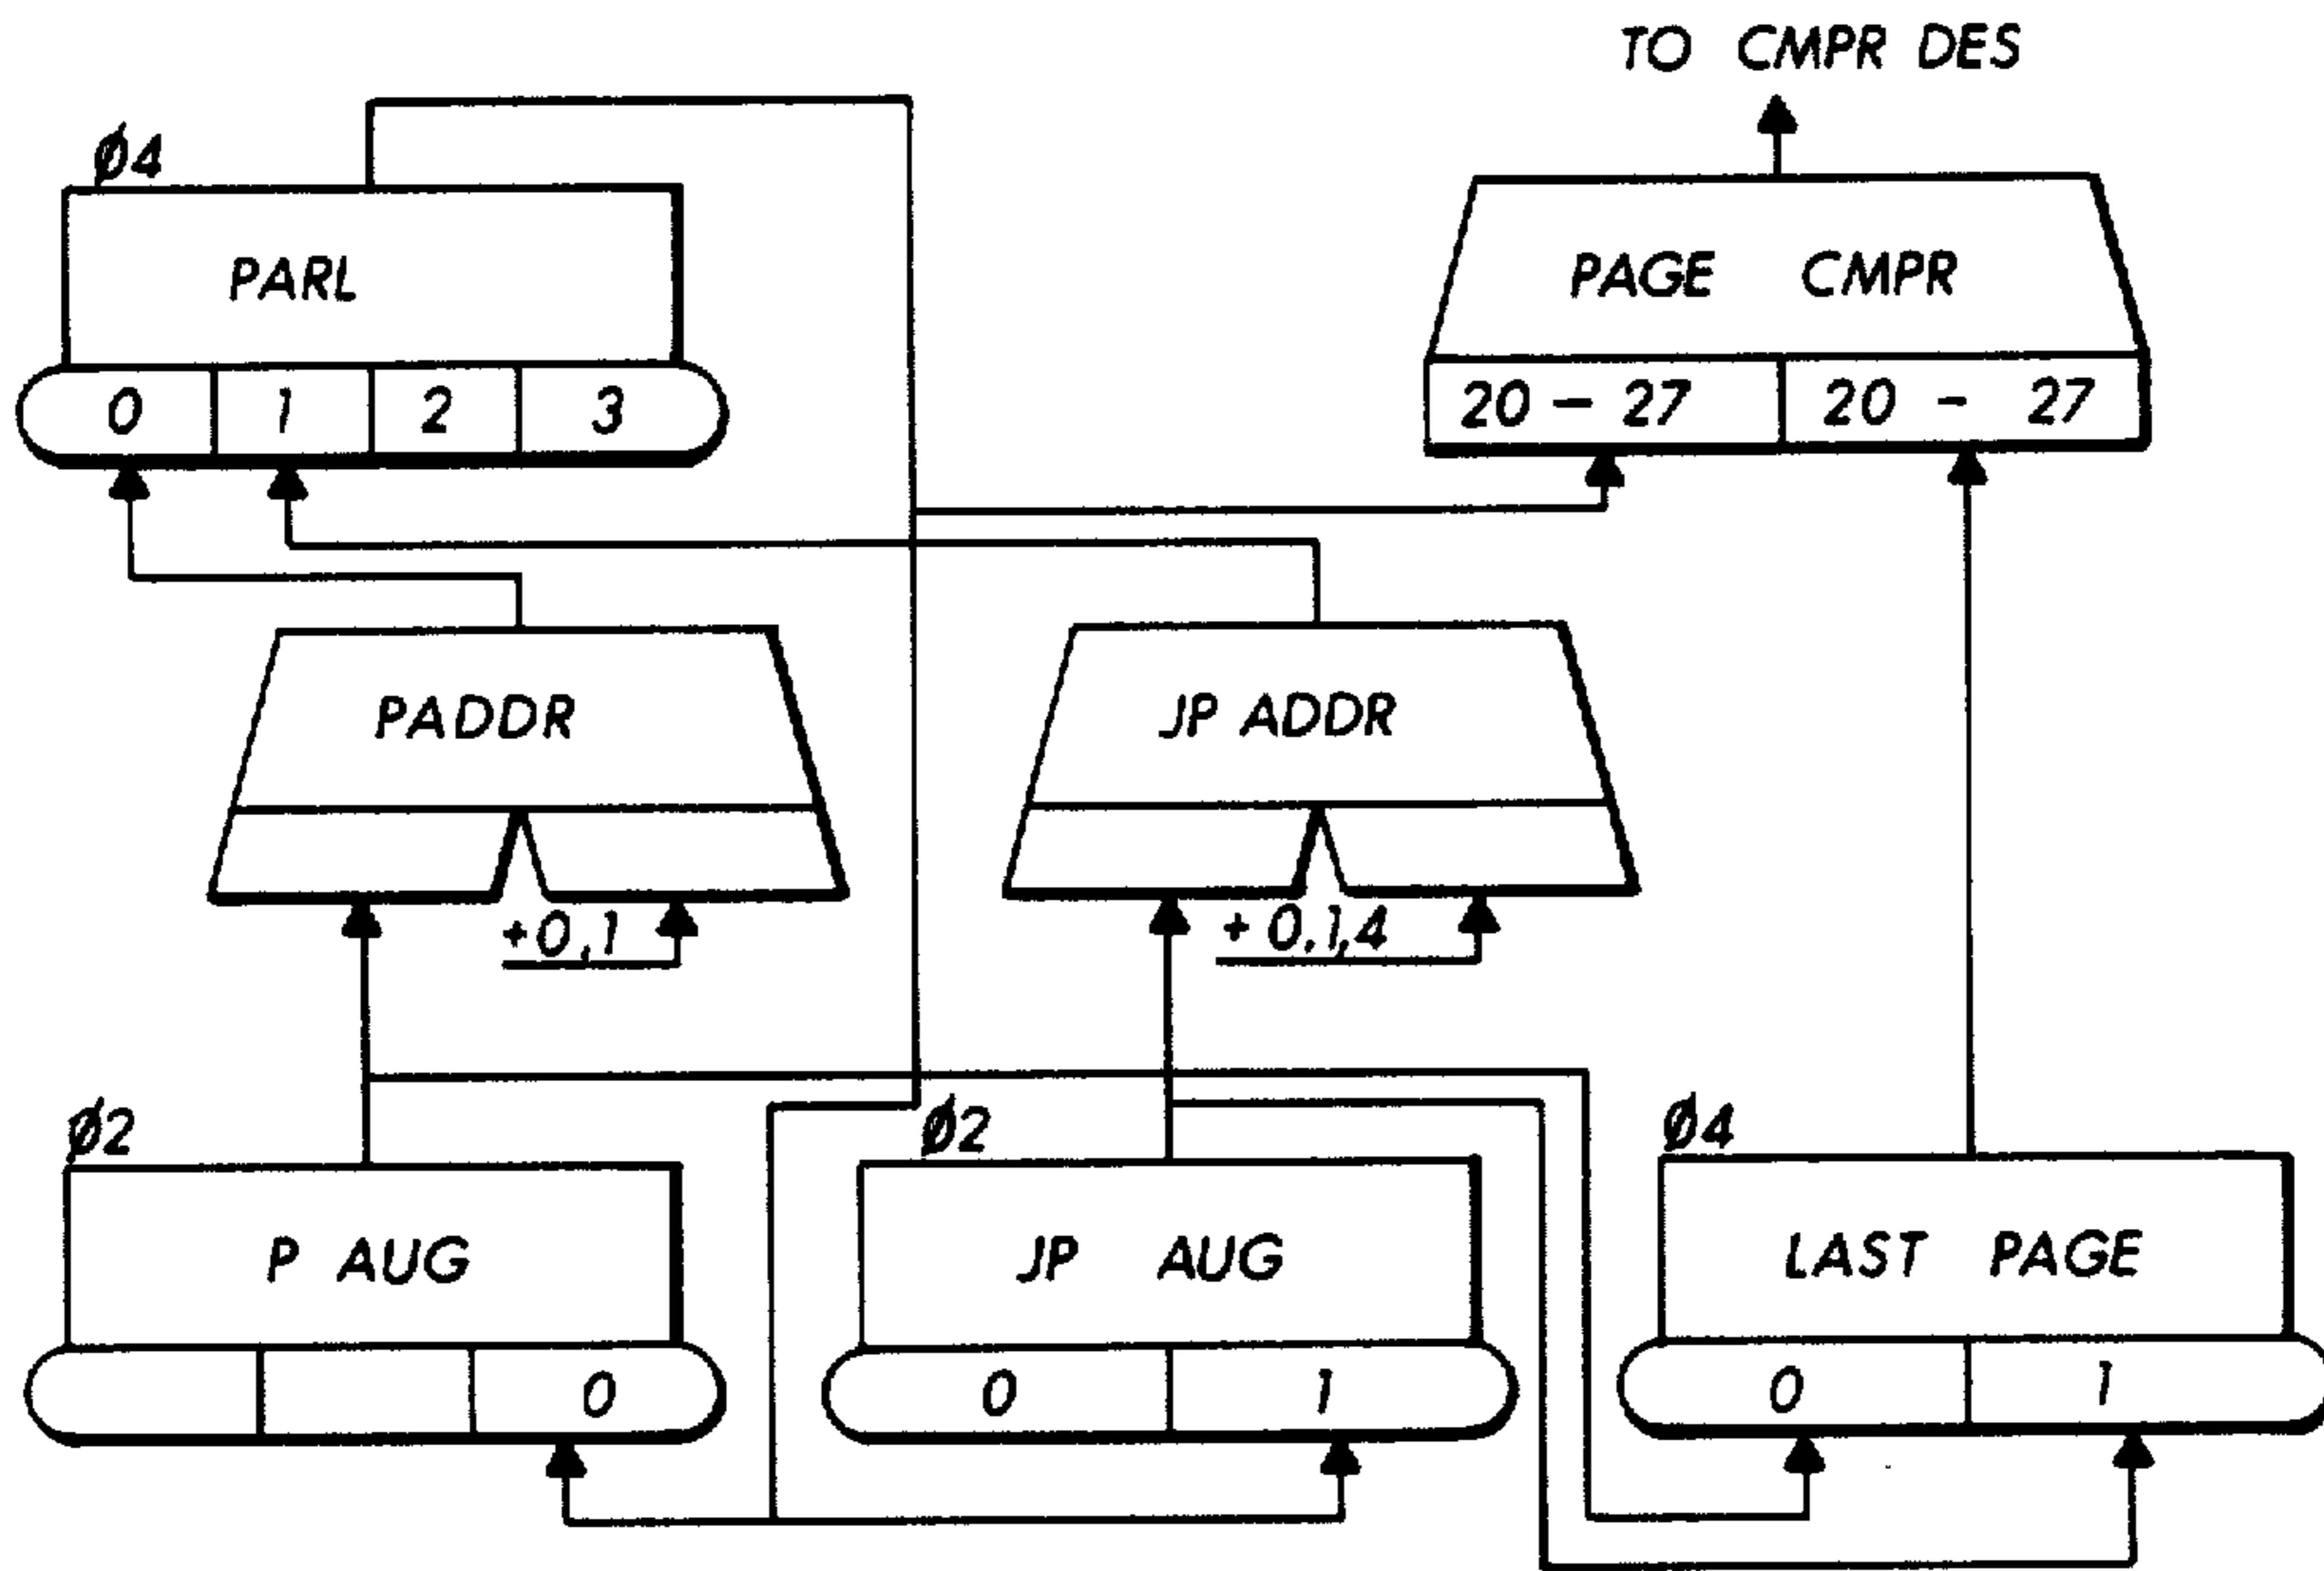 TO CMPR DES
Ø4
PARL
0 1 2 3
PAGE CMPR
20 - 27 20 - 27
PADDR
+0,1
JP ADDR
+ 0,1,4
Ø2
P AUG
0
Ø2
JP AUG
0 1
Ø4
LAST PAGE
0 1